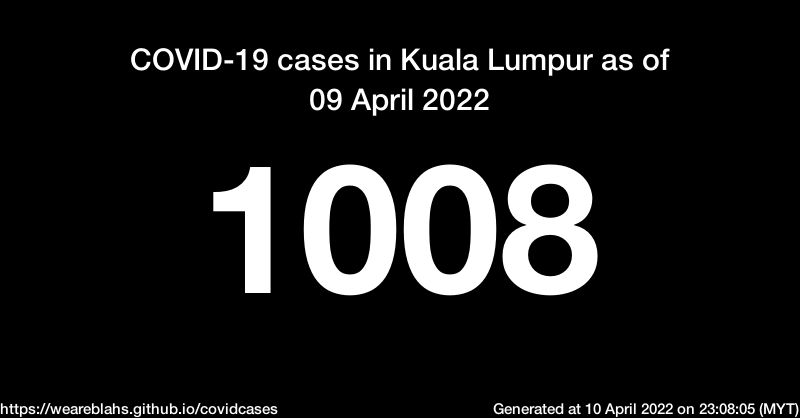 COVID-19 cases in Kuala Lumpur as of
09 April 2022
1008
https://weareblahs.github.io/covidcases
Generated at 10 April 2022 on 23:08:05 (MYT)